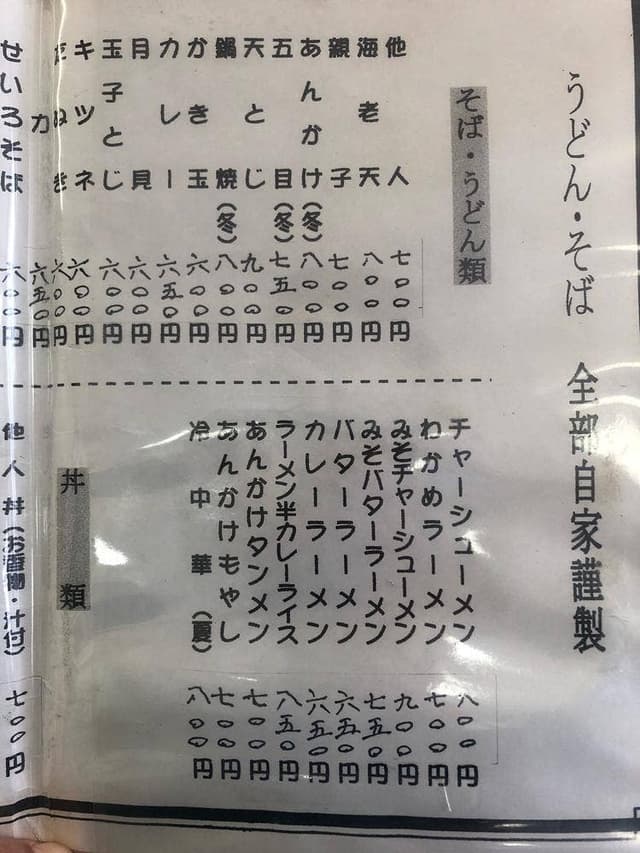 うどん・そば 全部自家謹製
そば・うどん類
他人 七〇〇円
海老天 八〇〇円
親子 七〇〇円
あんかけ(冬) 八〇〇円
五目(冬) 七五〇円
天とじ 九〇〇円
鍋焼(冬) 八〇〇円
かき玉 六〇〇円
カレー 六五〇円
月見 六〇〇円
玉子とじ 六〇〇円
キツネ 六〇〇円
たぬき 六〇〇円
力 六五〇円
せいろそば 六〇〇円
チャーシューメン 八〇〇円
わかめラーメン 七〇〇円
みそチャーシューメン 九〇〇円
みそバターラーメン 七五〇円
バターラーメン 六五〇円
カレーラーメン 六五〇円
ラーメン半カレーライス 八五〇円
あんかけタンメン 七〇〇円
あんかけもやし 七〇〇円
冷中華(夏) 八〇〇円
丼類
他人丼(お ・汁付) 七〇〇円